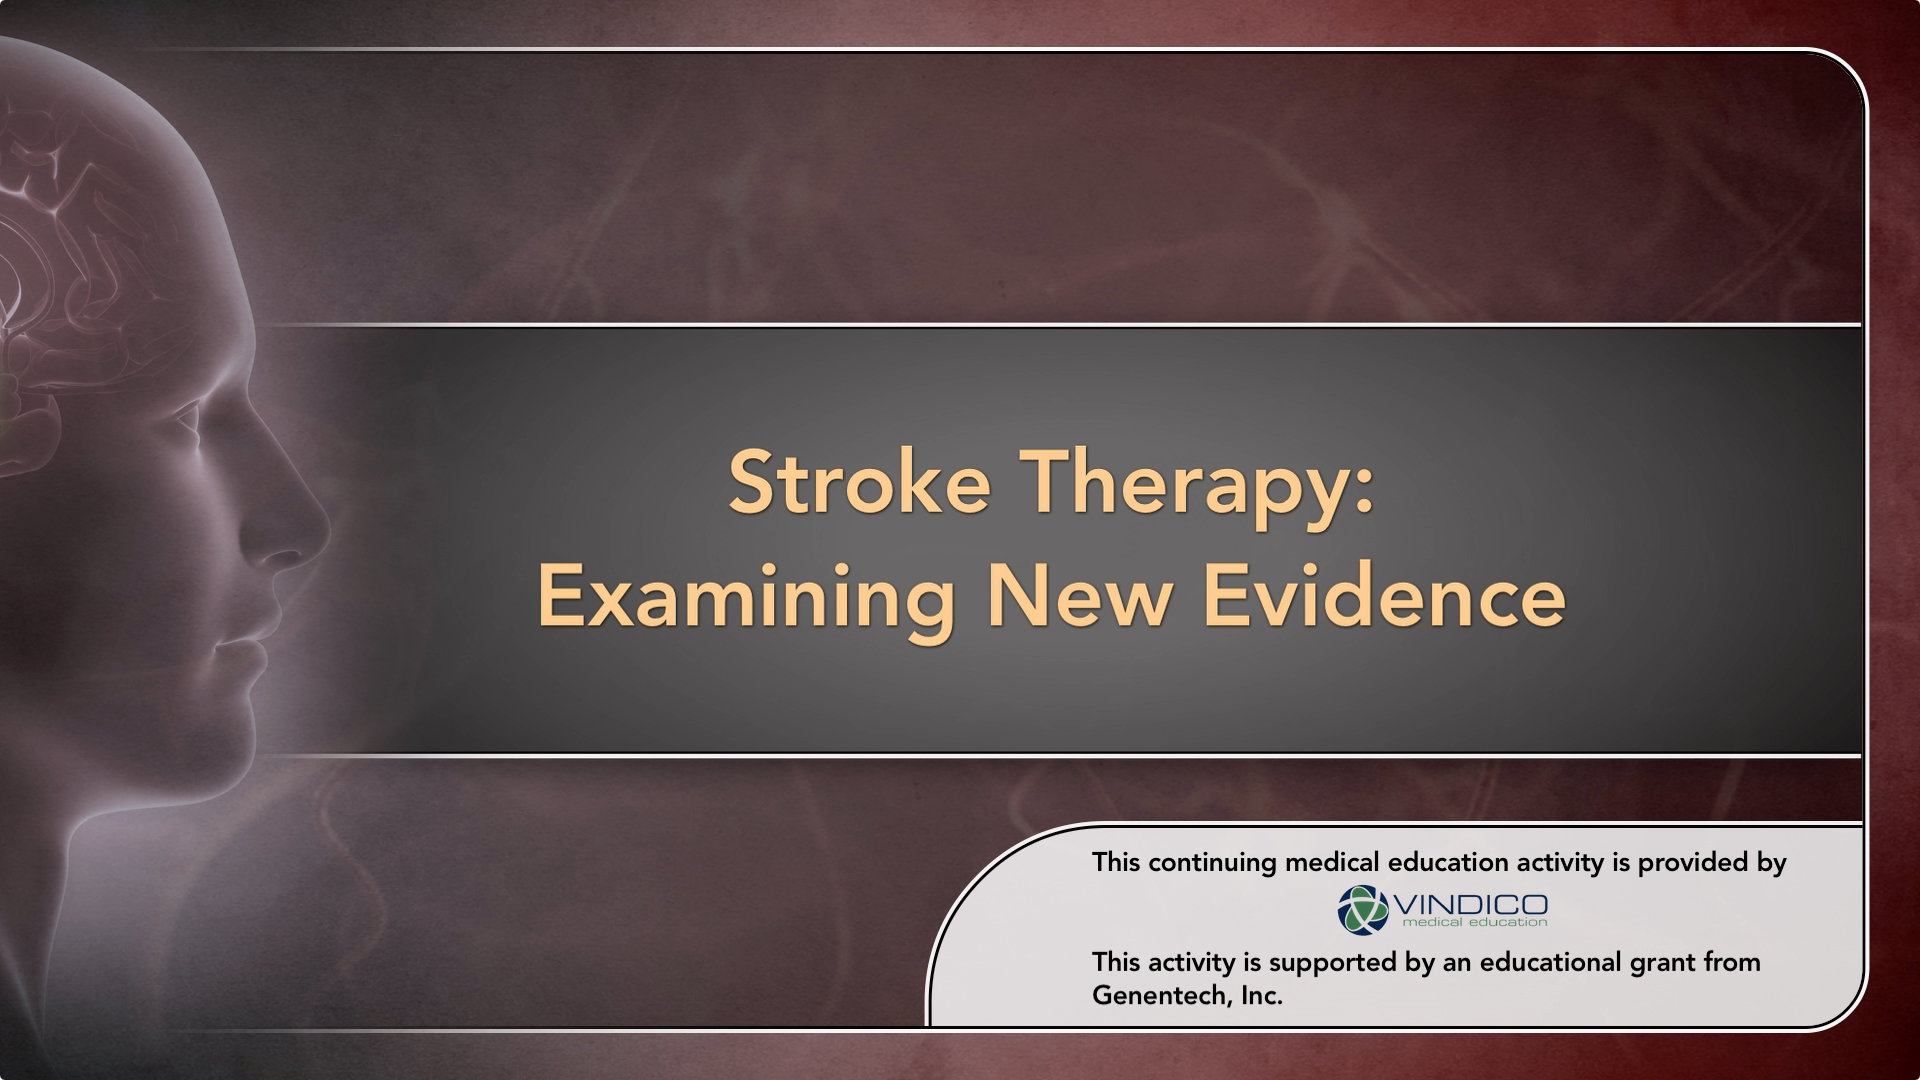 Stroke Therapy:
Examining New Evidence
This continuing medical education activity is provided by
VINDICO
medical education
This activity is supported by an educational grant from
Genentech, Inc.